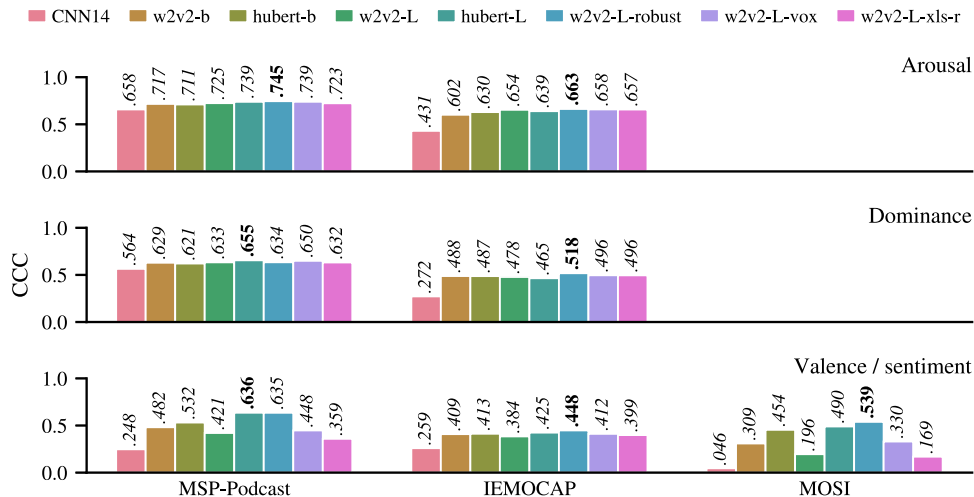 CNN14 w2v2-b hubert-b w2v2-L hubert-L w2v2-L-robust w2v2-L-vox w2v2-L-xls-r
Arousal
1.0
0.5
0.0
.658 .717 .711 .725 .739 .745 .739 .723
.431 .602 .630 .654 .639 .663 .658 .657
Dominance
CCC
1.0
0.5
0.0
.564 .629 .621 .633 .655 .634 .650 .632
.272 .488 .487 .478 .465 .518 .496 .496
Valence / sentiment
1.0
0.5
0.0
.248 .482 .532 .421 .636 .635 .448 .359
.259 .409 .413 .384 .425 .448 .412 .399
.046 .309 .454 .196 .490 .539 .330 .169
MSP-Podcast IEMOCAP MOSI